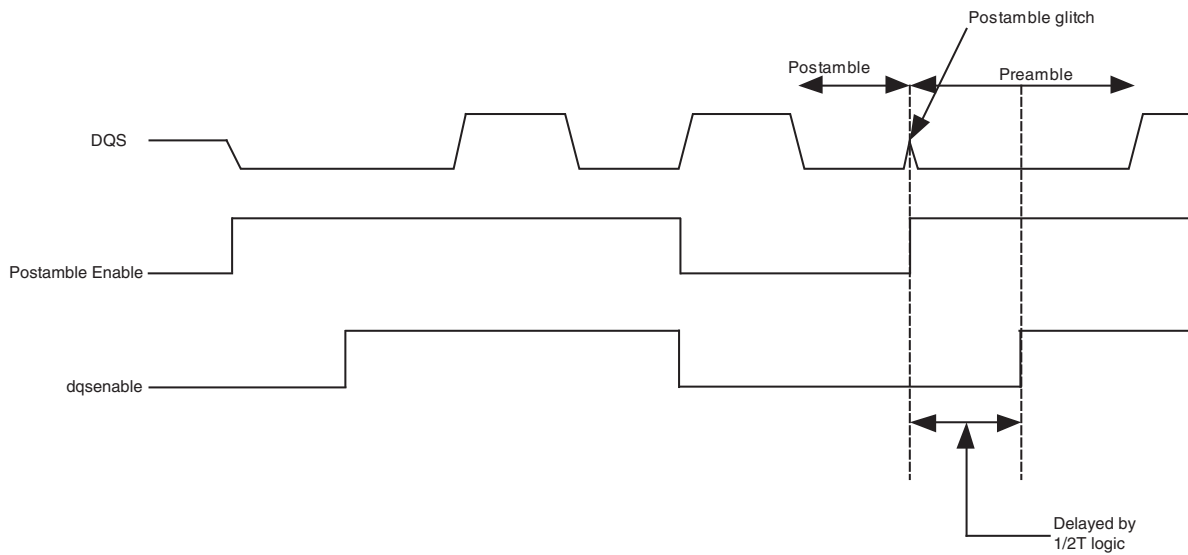 Postamble glitch
Postamble
Preamble
DQS
Postamble Enable
dqsenable
Delayed by
1/2T logic